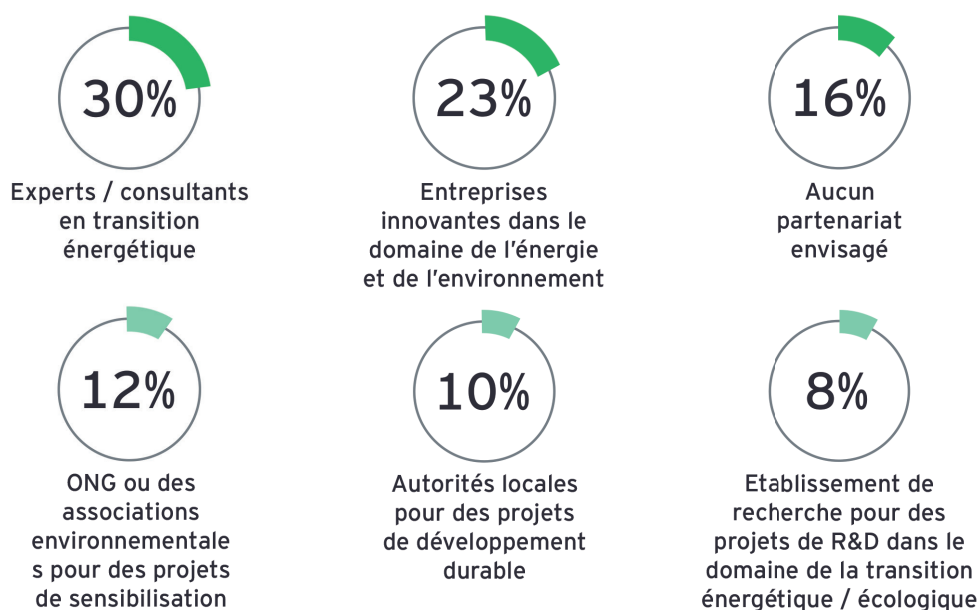 30%
Experts / consultants
en transition
énergétique
23%
Entreprises
innovantes dans le
domaine de l'énergie
et de l'environnement
16%
Aucun
partenariat
envisagé
12%
ONG ou des
associations
environnementale
s pour des projets
de sensibilisation
10%
Autorités locales
pour des projets
de développement
durable
8%
Etablissement de
recherche pour des
projets de R&D dans le
domaine de la transition
énergétique / écologique